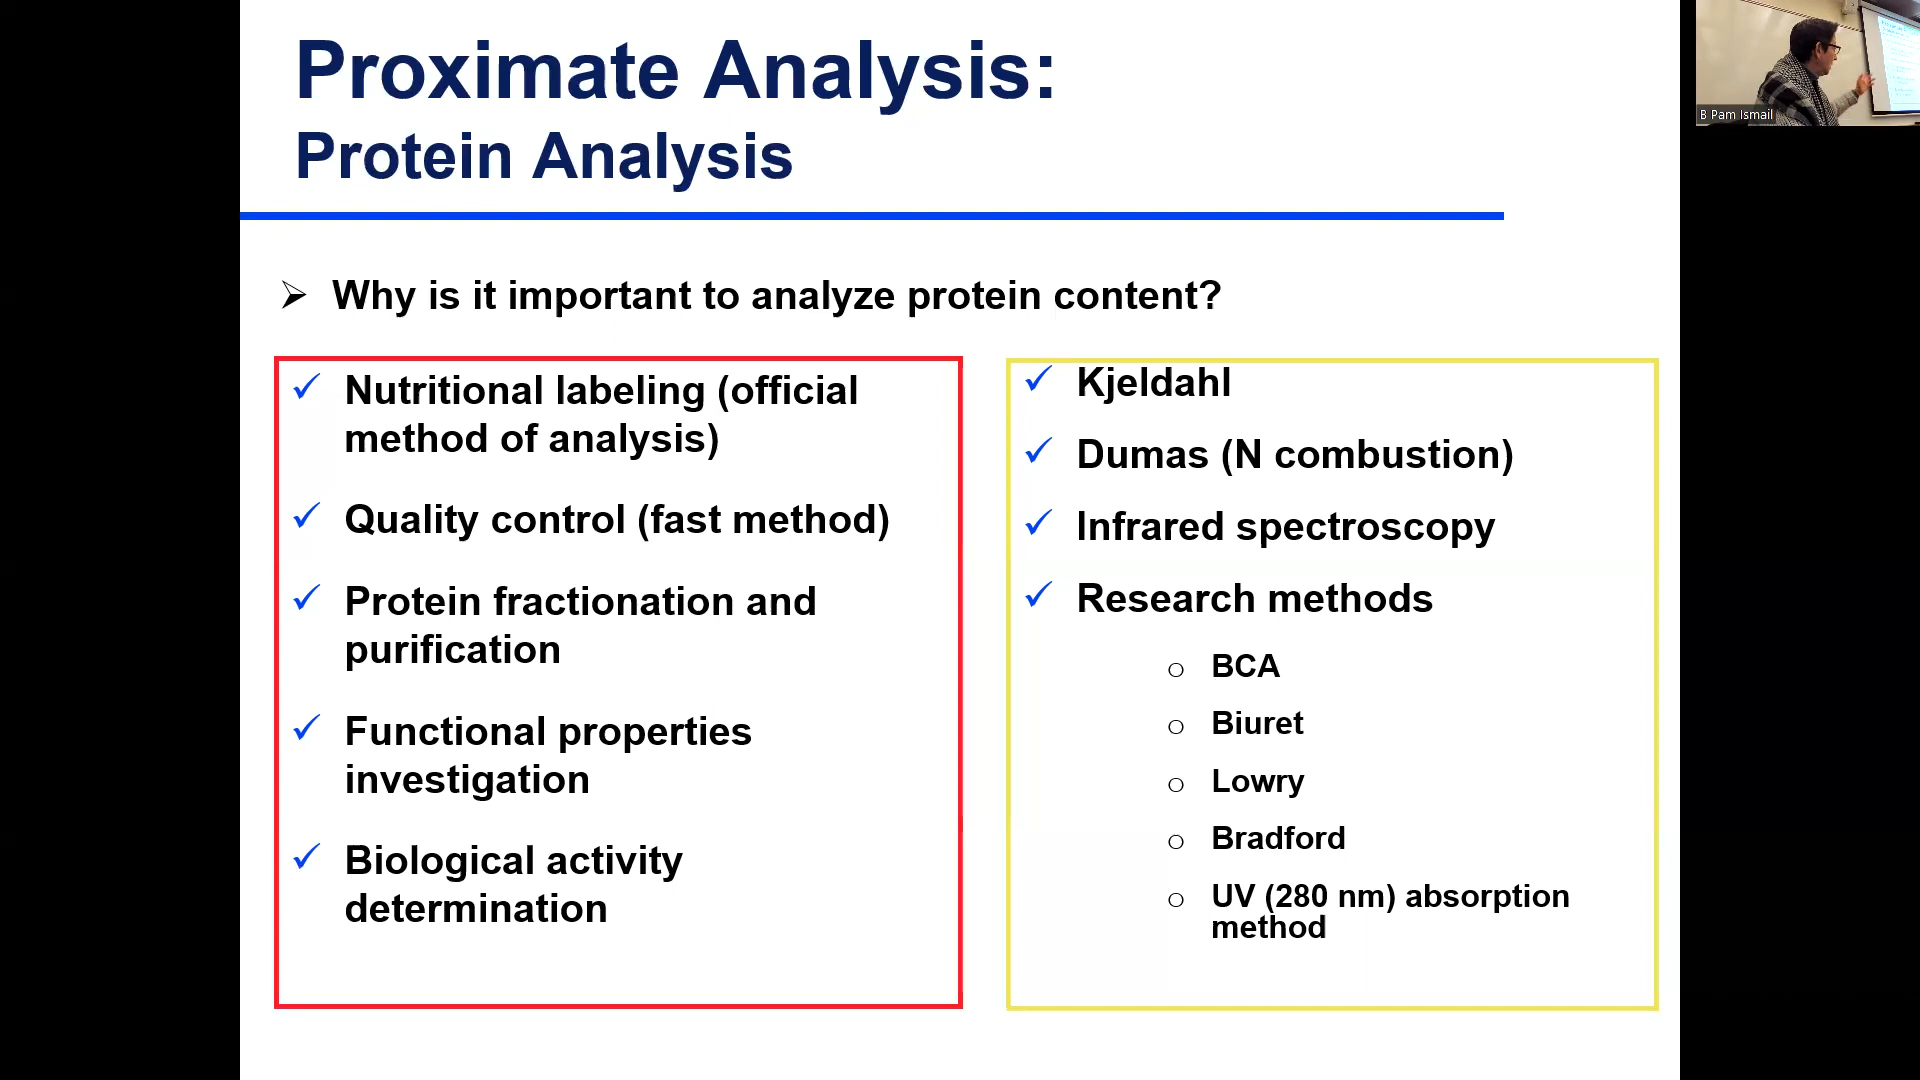 Proximate Analysis:
Protein Analysis
Why is it important to analyze protein content?
Nutritional labeling (official
method of analysis)
Quality control (fast method)
Protein fractionation and
purification
Functional properties
investigation
Biological activity
determination
Kjeldahl
Dumas (N combustion)
Infrared spectroscopy
Research methods
BCA
Biuret
Lowry
Bradford
UV (280 nm) absorption
method
B Pam Ismail